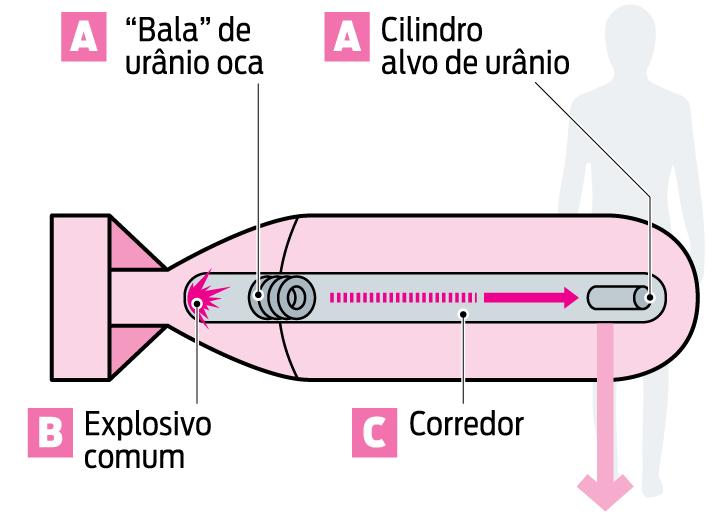 A
“Bala” de
urânio oca
A
Cilindro
alvo de urânio
B
Explosivo
comum
C
Corredor